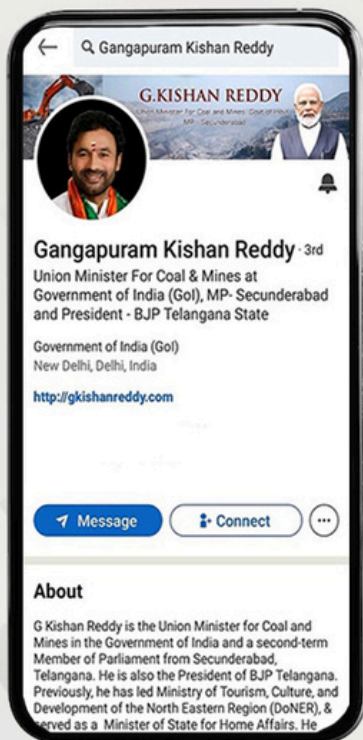 Gangapuram Kishan Reddy
G.KISHAN REDDY
Union Minister For Coal and Mines, Govt of India
MP - Secunderabad
Gangapuram Kishan Reddy · 3rd
Union Minister For Coal & Mines at
Government of India (GoI), MP- Secunderabad
and President - BJP Telangana State
Government of India (GoI)
New Delhi, Delhi, India
http://gkishanreddy.com
Message
Connect
About
G Kishan Reddy is the Union Minister for Coal and
Mines in the Government of India and a second-term
Member of Parliament from Secunderabad,
Telangana. He is also the President of BJP Telangana.
Previously, he has led Ministry of Tourism, Culture, and
Development of the North Eastern Region (DoNER), &
served as a Minister of State for Home Affairs. He